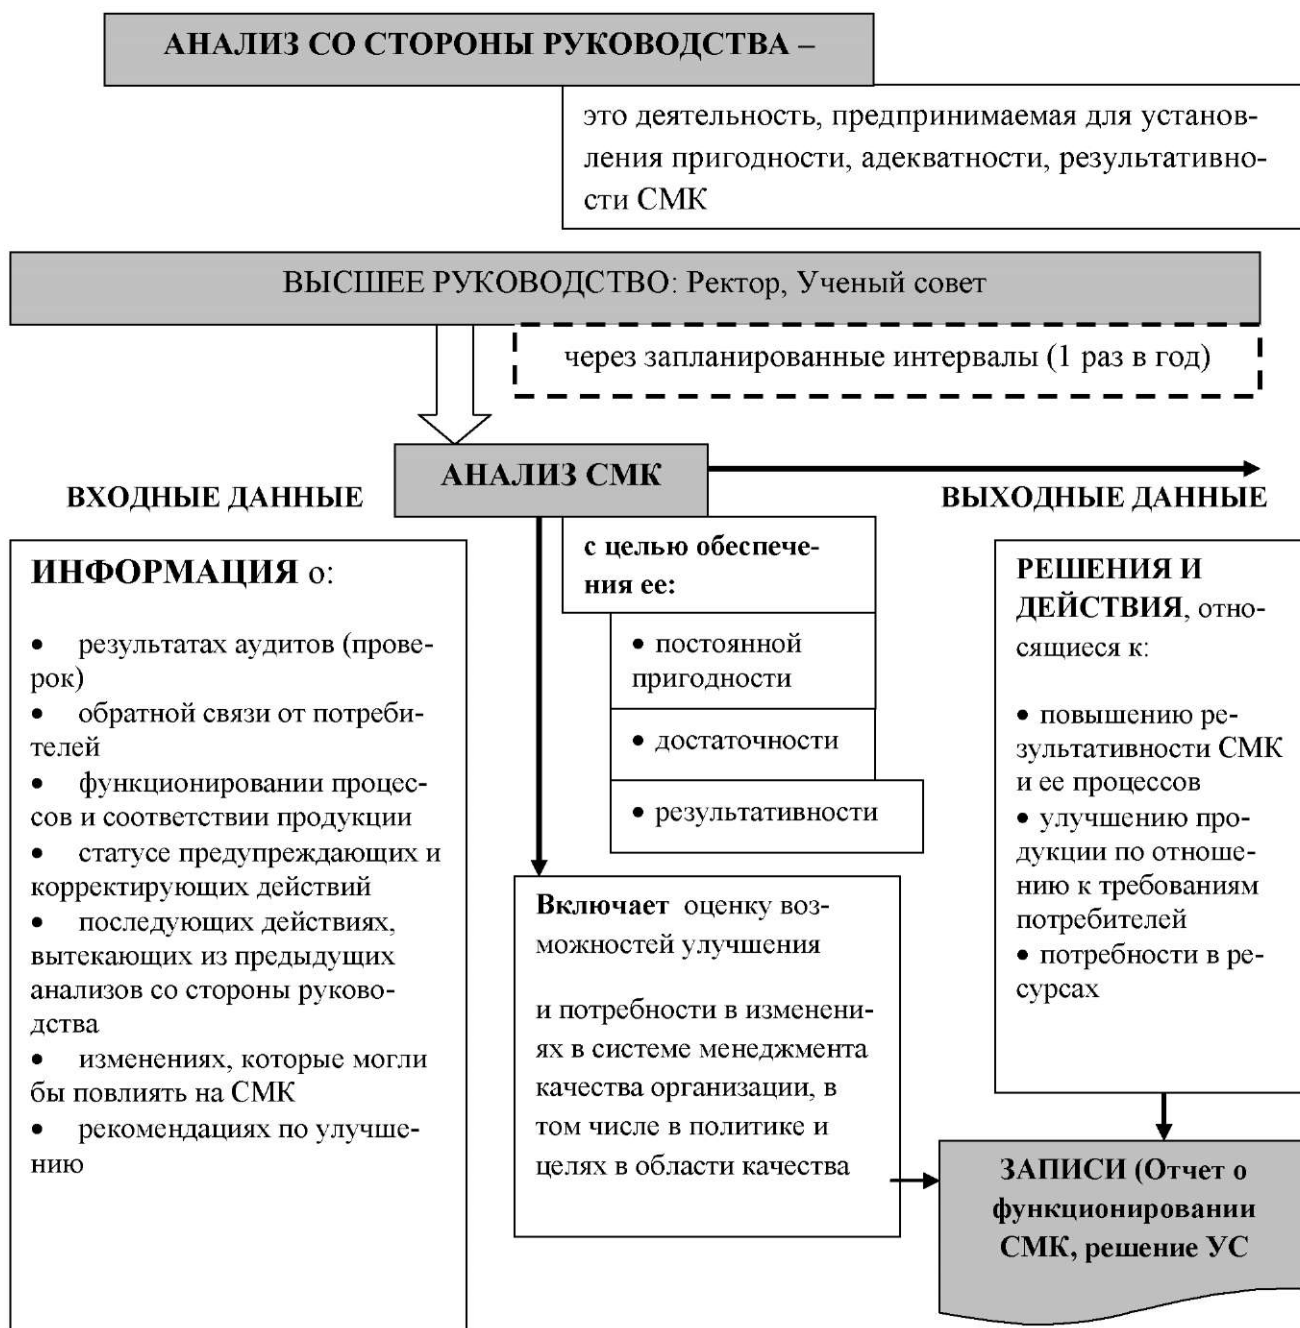 АНАЛИЗ СО СТОРОНЫ РУКОВОДСТВА –
это деятельность, предпринимаемая для установ-
ления пригодности, адекватности, результативно-
сти СМК
ВЫСШЕЕ РУКОВОДСТВО: Ректор, Ученый совет
через запланированные интервалы (1 раз в год)
АНАЛИЗ СМК
ВХОДНЫЕ ДАННЫЕ
ВЫХОДНЫЕ ДАННЫЕ
ИНФОРМАЦИЯ о:
• результатах аудитов (прове-
рок)
• обратной связи от потреби-
телей
• функционировании процес-
сов и соответствии продукции
• статусе предупреждающих и
корректирующих действий
• последующих действиях,
вытекающих из предыдущих
анализов со стороны руково-
дства
• изменениях, которые могли
бы повлиять на СМК
• рекомендациях по улучше-
нию
с целью обеспече-
ния ее:
• постоянной
пригодности
• достаточности
• результативности
Включает оценку воз-
можностей улучшения
и потребности в изменени-
ях в системе менеджмента
качества организации, в
том числе в политике и
целях в области качества
РЕШЕНИЯ И
ДЕЙСТВИЯ, отно-
сящиеся к:
• повышению ре-
зультативности СМК
и ее процессов
• улучшению про-
дукции по отноше-
нию к требованиям
потребителей
• потребности в ре-
сурсах
ЗАПИСИ (Отчет о
функционировании
СМК, решение УС